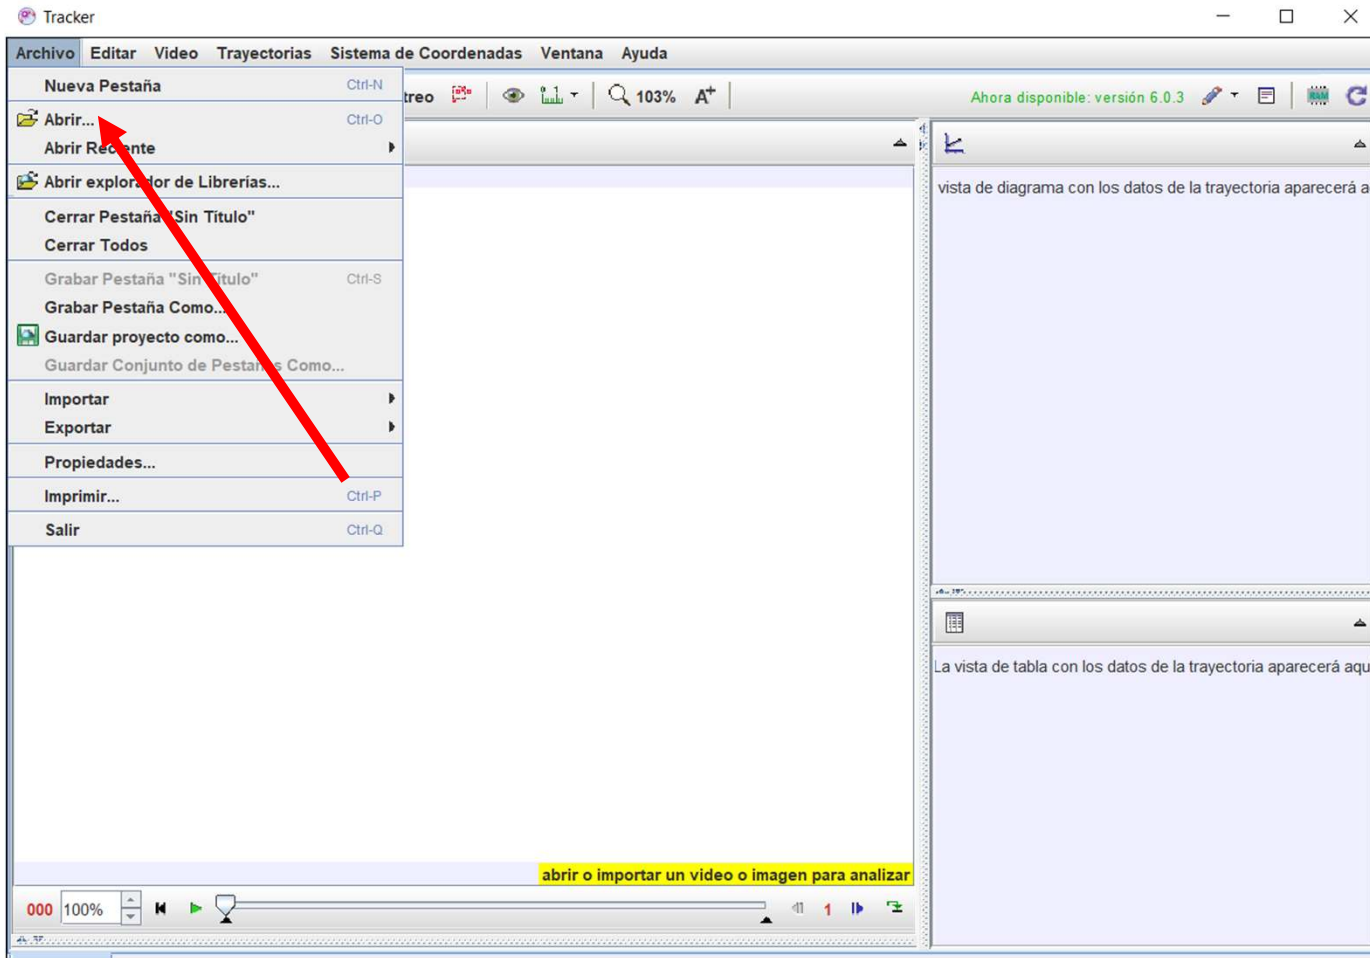 Tracker
Archivo Editar Video Trayectorias Sistema de Coordenadas Ventana Ayuda
Nueva Pestaña Ctrl-N
treo 103% A+ Ahora disponible: versión 6.0.3 RAM
Abrir... Ctrl-O
Abrir Reciente
Abrir explorador de Librerías...
vista de diagrama con los datos de la trayectoria aparecerá a
Cerrar Pestaña "Sin Título"
Cerrar Todos
Grabar Pestaña "Sin Título" Ctrl-S
Grabar Pestaña Como...
Guardar proyecto como...
Guardar Conjunto de Pestañas Como...
Importar
Exportar
Propiedades...
Imprimir... Ctrl-P
Salir Ctrl-Q
La vista de tabla con los datos de la trayectoria aparecerá aqu
abrir o importar un video o imagen para analizar
000 100% 1